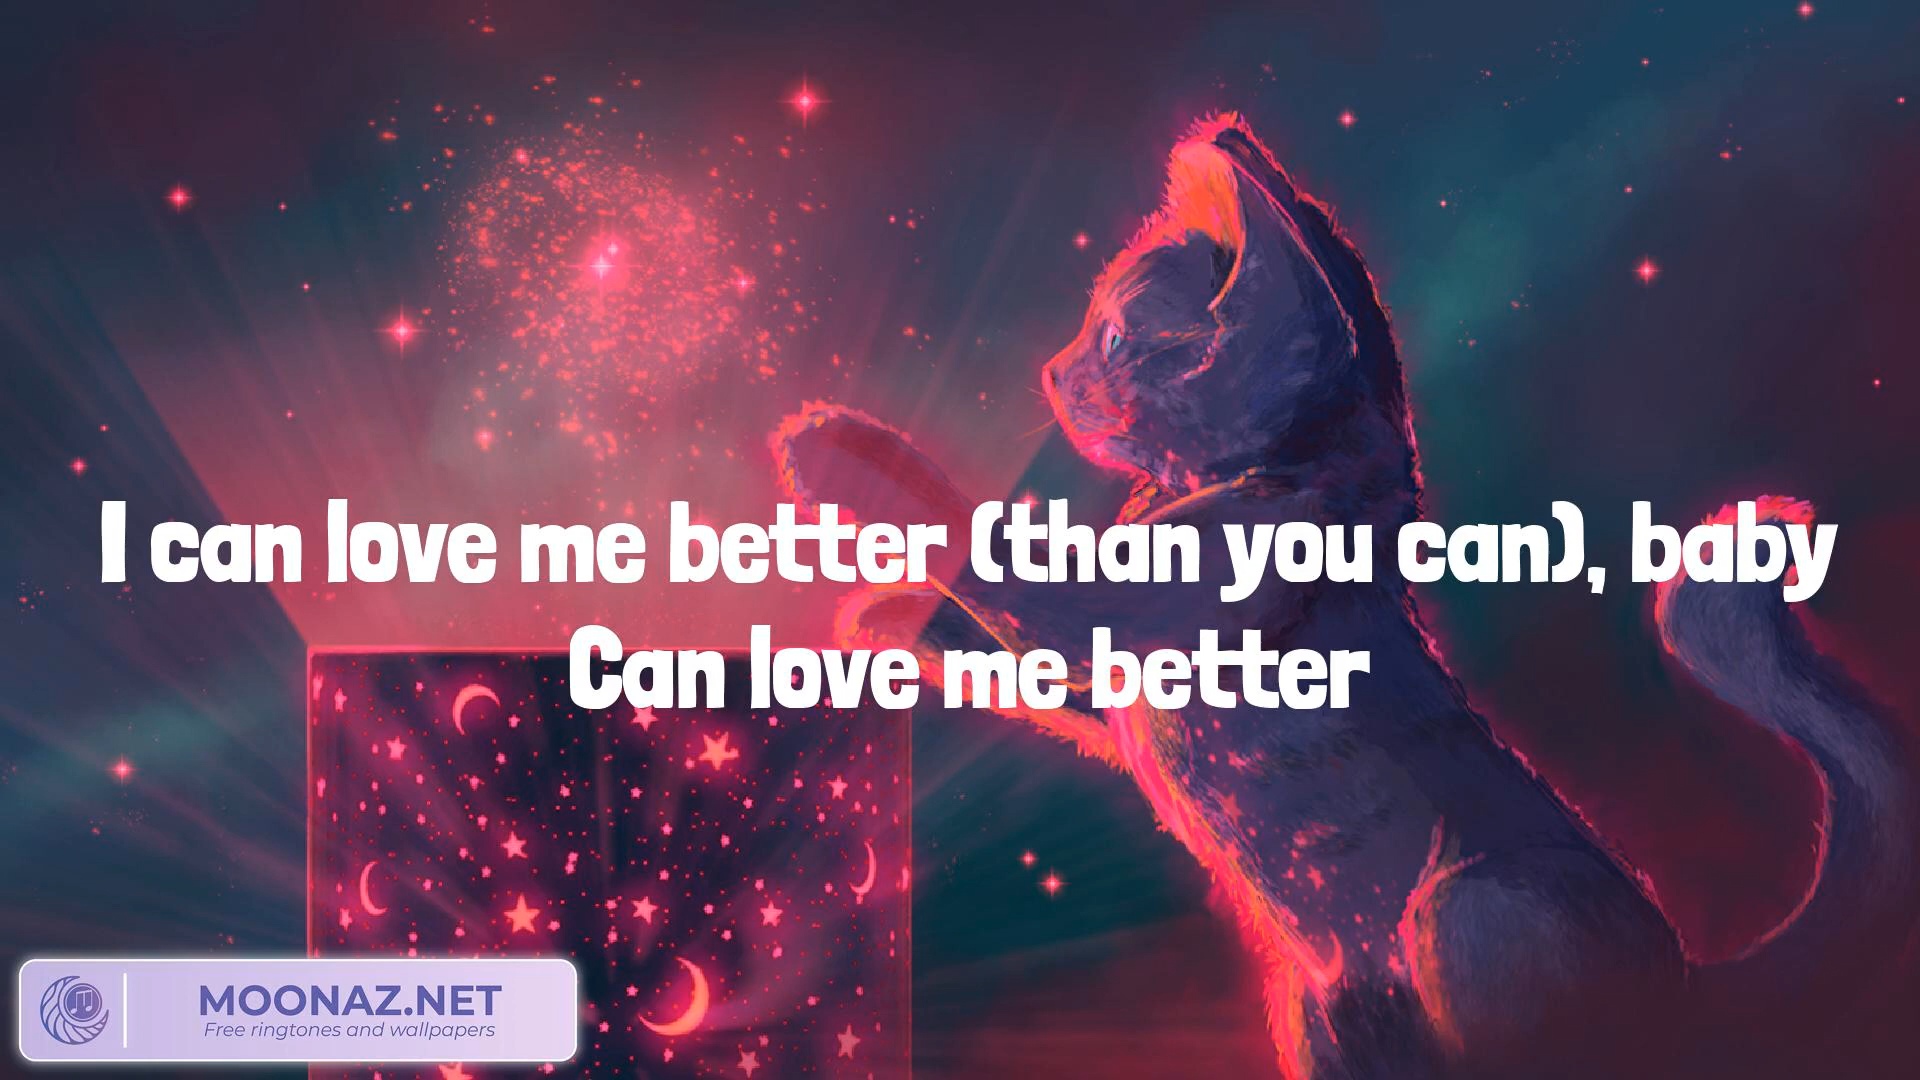 I can love me better (than you can), baby
Can love me better
MOONAZ.NET
Free ringtones and wallpapers